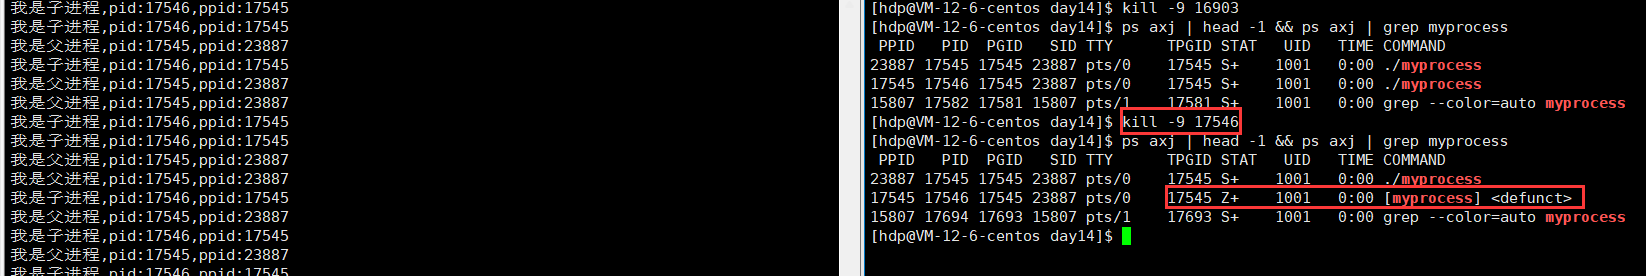 我是子进程,pid:17546,ppid:17545
我是子进程,pid:17546,ppid:17545
我是父进程,pid:17545,ppid:23887
我是子进程,pid:17546,ppid:17545
我是子进程,pid:17546,ppid:17545
我是父进程,pid:17545,ppid:23887
我是子进程,pid:17546,ppid:17545
我是子进程,pid:17546,ppid:17545
我是父进程,pid:17545,ppid:23887
我是父进程,pid:17545,ppid:23887
我是子进程,pid:17546,ppid:17545
我是父进程,pid:17545,ppid:23887
我是子进程,pid:17546,ppid:17545
我是父进程,pid:17545,ppid:23887
我是子进程,pid:17546,ppid:17545
[hdp@VM-12-6-centos day14]$ kill -9 16903
[hdp@VM-12-6-centos day14]$ ps axj | head -1 && ps axj | grep myprocess
PPID PID PGID SID TTY TPGID STAT UID TIME COMMAND
23887 17545 17545 23887 pts/0 17545 S+ 1001 0:00 ./myprocess
17545 17546 17545 23887 pts/0 17545 S+ 1001 0:00 ./myprocess
15807 17582 17581 15807 pts/1 17581 S+ 1001 0:00 grep --color=auto myprocess
[hdp@VM-12-6-centos day14]$ kill -9 17546
[hdp@VM-12-6-centos day14]$ ps axj | head -1 && ps axj | grep myprocess
PPID PID PGID SID TTY TPGID STAT UID TIME COMMAND
23887 17545 17545 23887 pts/0 17545 S+ 1001 0:00 ./myprocess
17545 17546 17545 23887 pts/0 17545 Z+ 1001 0:00 [myprocess] <defunct>
15807 17694 17693 15807 pts/1 17693 S+ 1001 0:00 grep --color=auto myprocess
[hdp@VM-12-6-centos day14]$